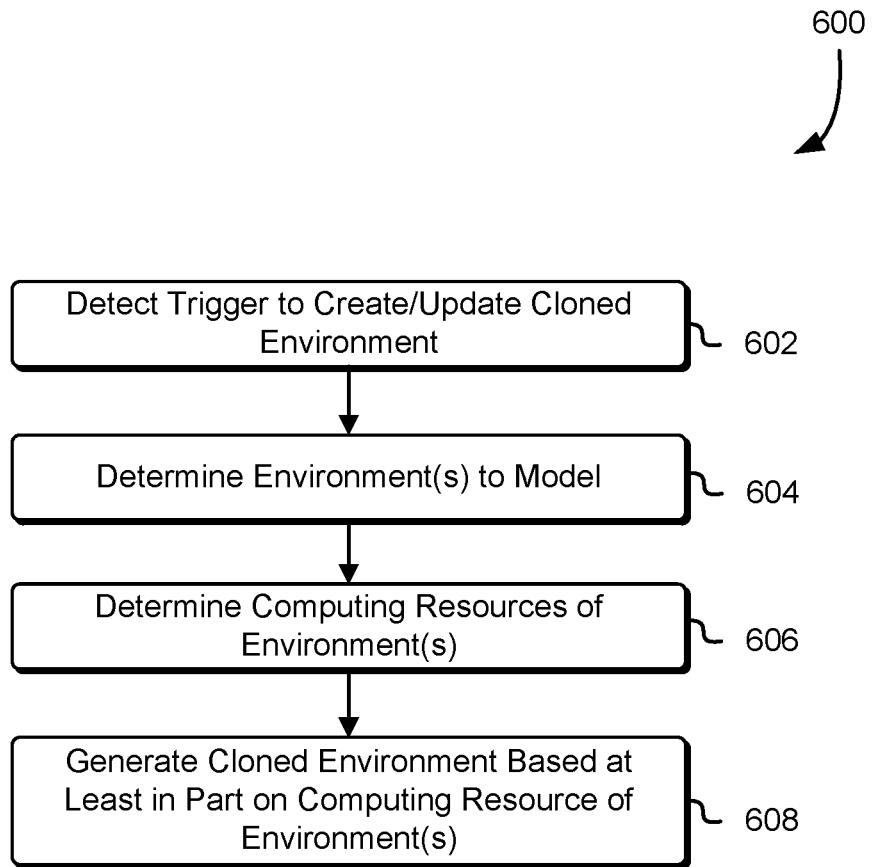 600
Detect Trigger to Create/Update Cloned
Environment
602
Determine Environment(s) to Model
604
Determine Computing Resources of
Environment(s)
606
Generate Cloned Environment Based at
Least in Part on Computing Resource of
Environment(s)
608